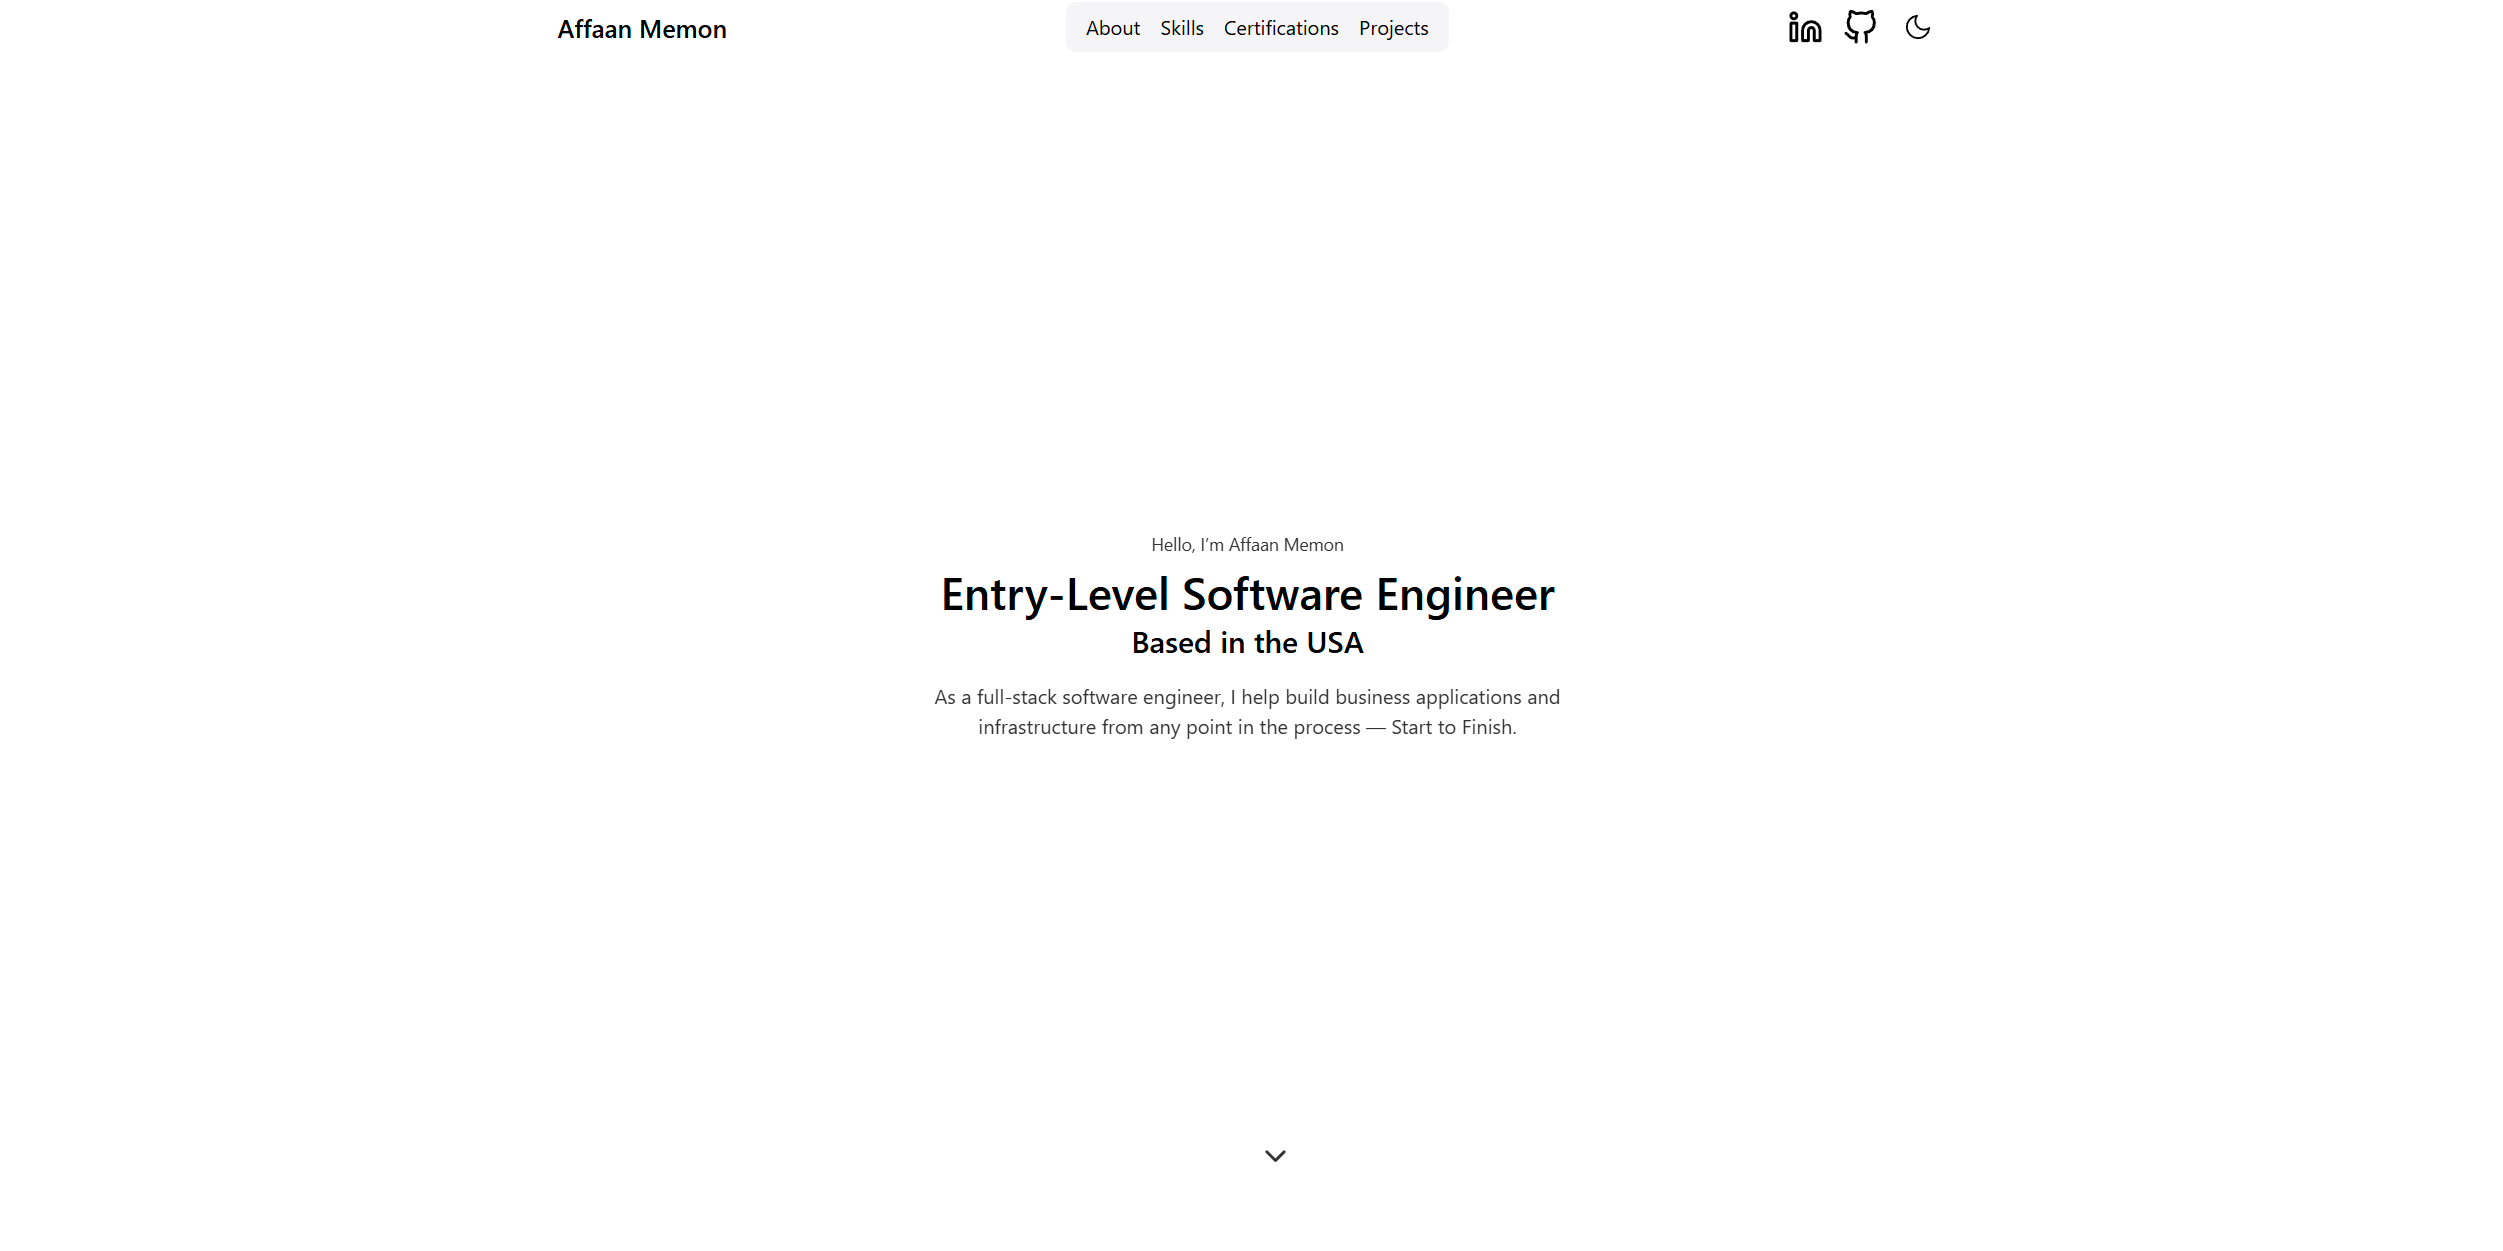 Affaan Memon
About Skills Certifications Projects
Hello, I'm Affaan Memon
Entry-Level Software Engineer
Based in the USA
As a full-stack software engineer, I help build business applications and
infrastructure from any point in the process — Start to Finish.